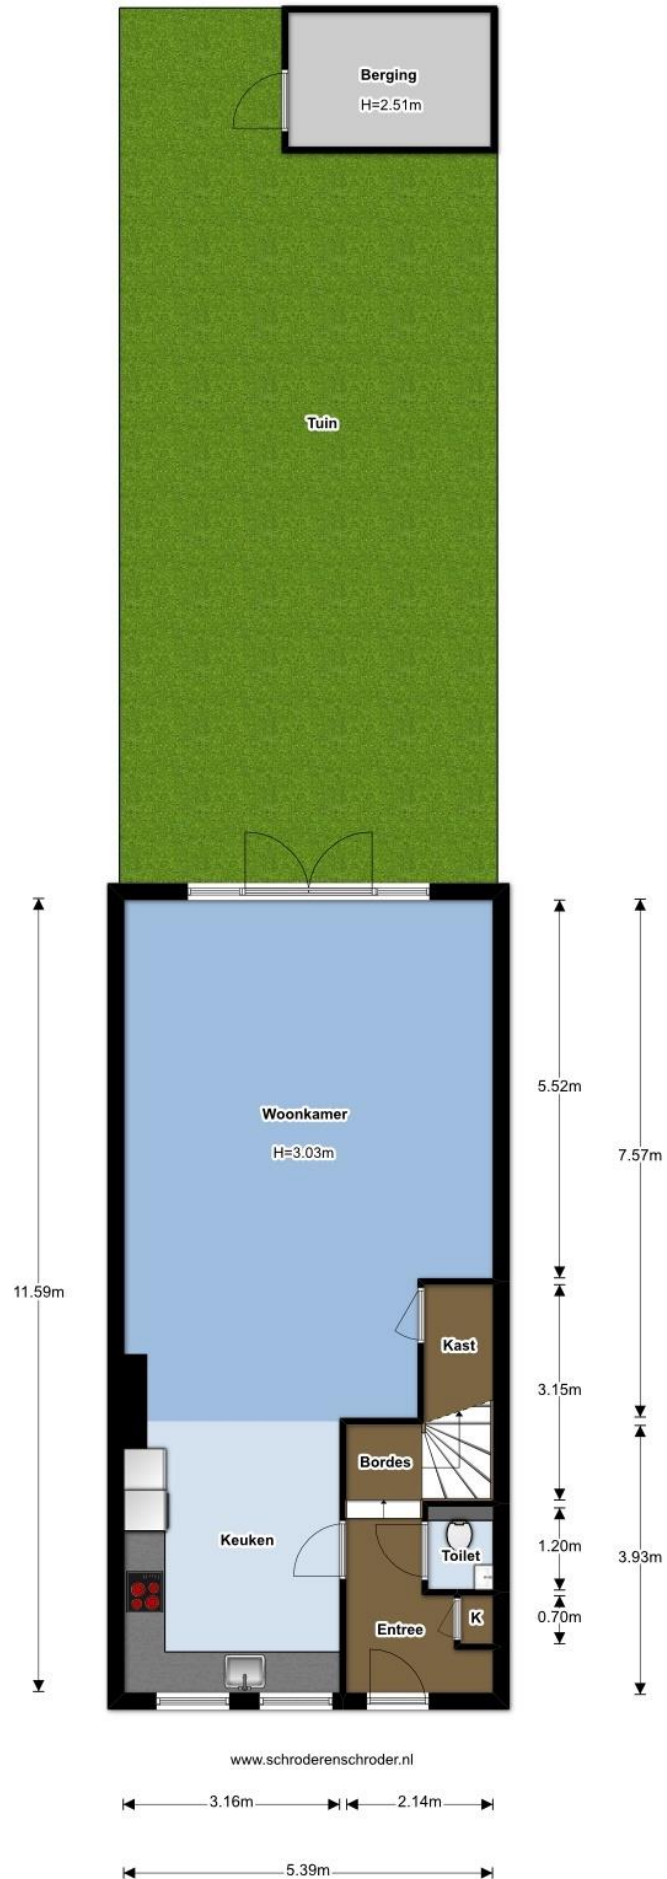 Berging
H=2.51m
Tuin
Woonkamer
H=3.03m
5.52m
7.57m
11.59m
Kast
3.15m
Bordes
Keuken
Toilet
1.20m
3.93m
K
0.70m
Entree
www.schroderenschroder.nl
3.16m
2.14m
5.39m